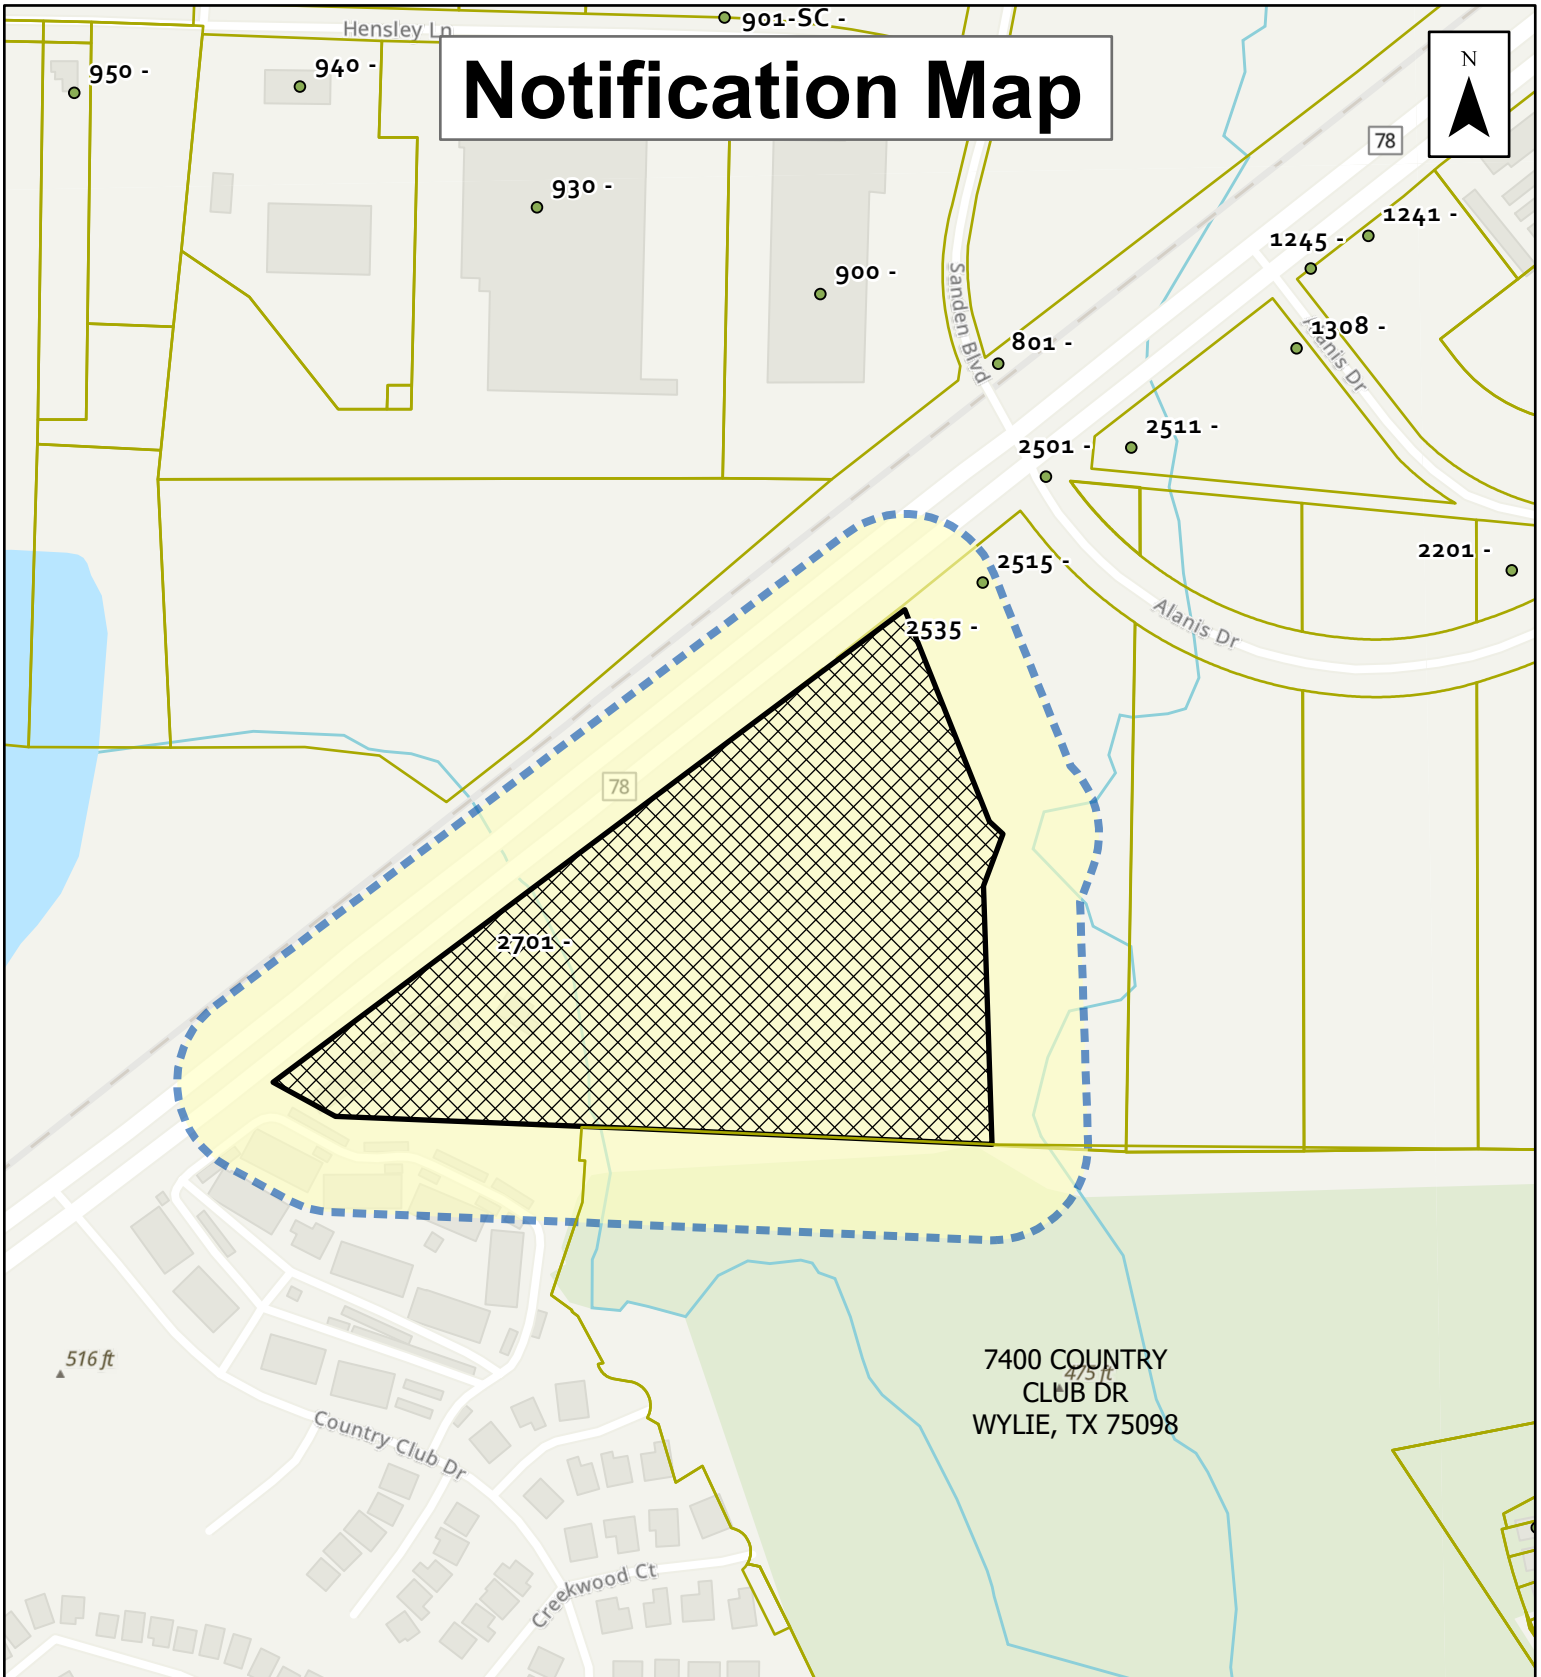 Hensley Ln
901-SC -
950 -
940 -
Notification Map
N
78
930 -
1241 -
1245 -
900 -
Sanden Blvd
801 -
1308 -
Alanis Dr
2511 -
2501 -
2515 -
2201 -
Alanis Dr
2535 -
78
2701 -
516 ft
7400 COUNTRY
475 ft
CLUB DR
WYLIE, TX 75098
Country Club Dr
Creekwood Ct